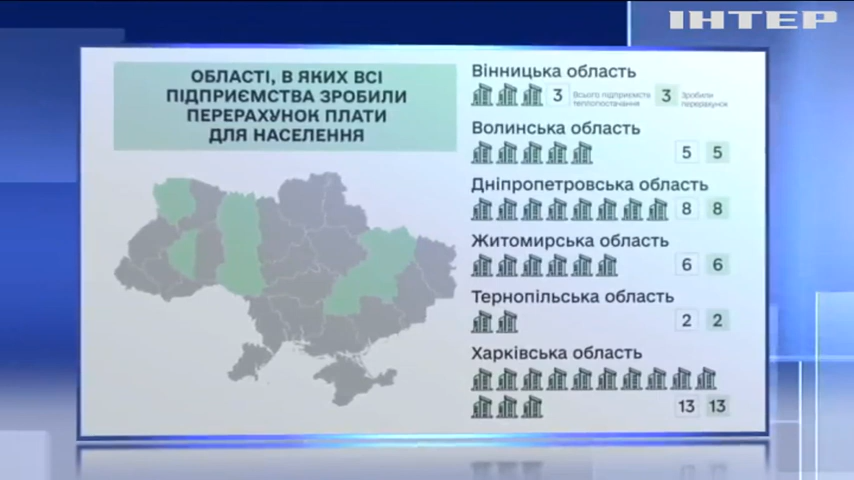 ІНТЕР
ОБЛАСТІ, В ЯКИХ ВСІ
ПІДПРИЄМСТВА ЗРОБИЛИ
ПЕРЕРАХУНОК ПЛАТИ
ДЛЯ НАСЕЛЕННЯ
Вінницька область
3 Всього підприємств теплопостачання 3 Зробили перерахунок
Волинська область
5 5
Дніпропетровська область
8 8
Житомирська область
6 6
Тернопільська область
2 2
Харківська область
13 13